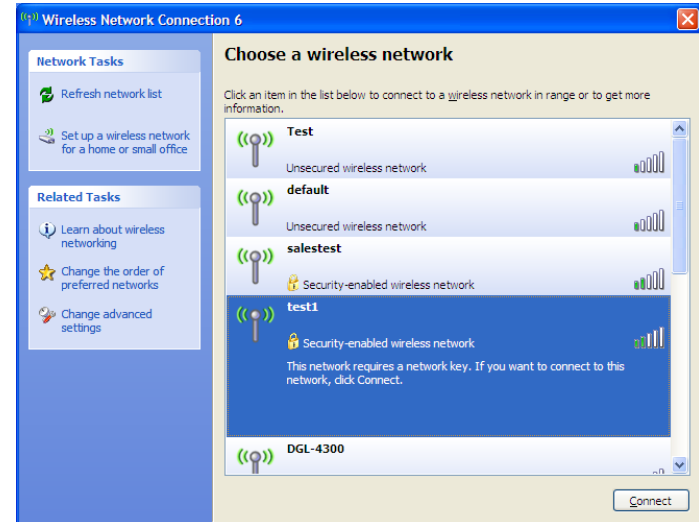 Wireless Network Connection 6
Network Tasks
Refresh network list
Set up a wireless network
for a home or small office
Related Tasks
Learn about wireless
networking
Change the order of
preferred networks
Change advanced
settings
Choose a wireless network
Click an item in the list below to connect to a wireless network in range or to get more
information.
Test
Unsecured wireless network
default
Unsecured wireless network
salestest
Security-enabled wireless network
test1
Security-enabled wireless network
This network requires a network key. If you want to connect to this
network, click Connect.
DGL-4300
Connect